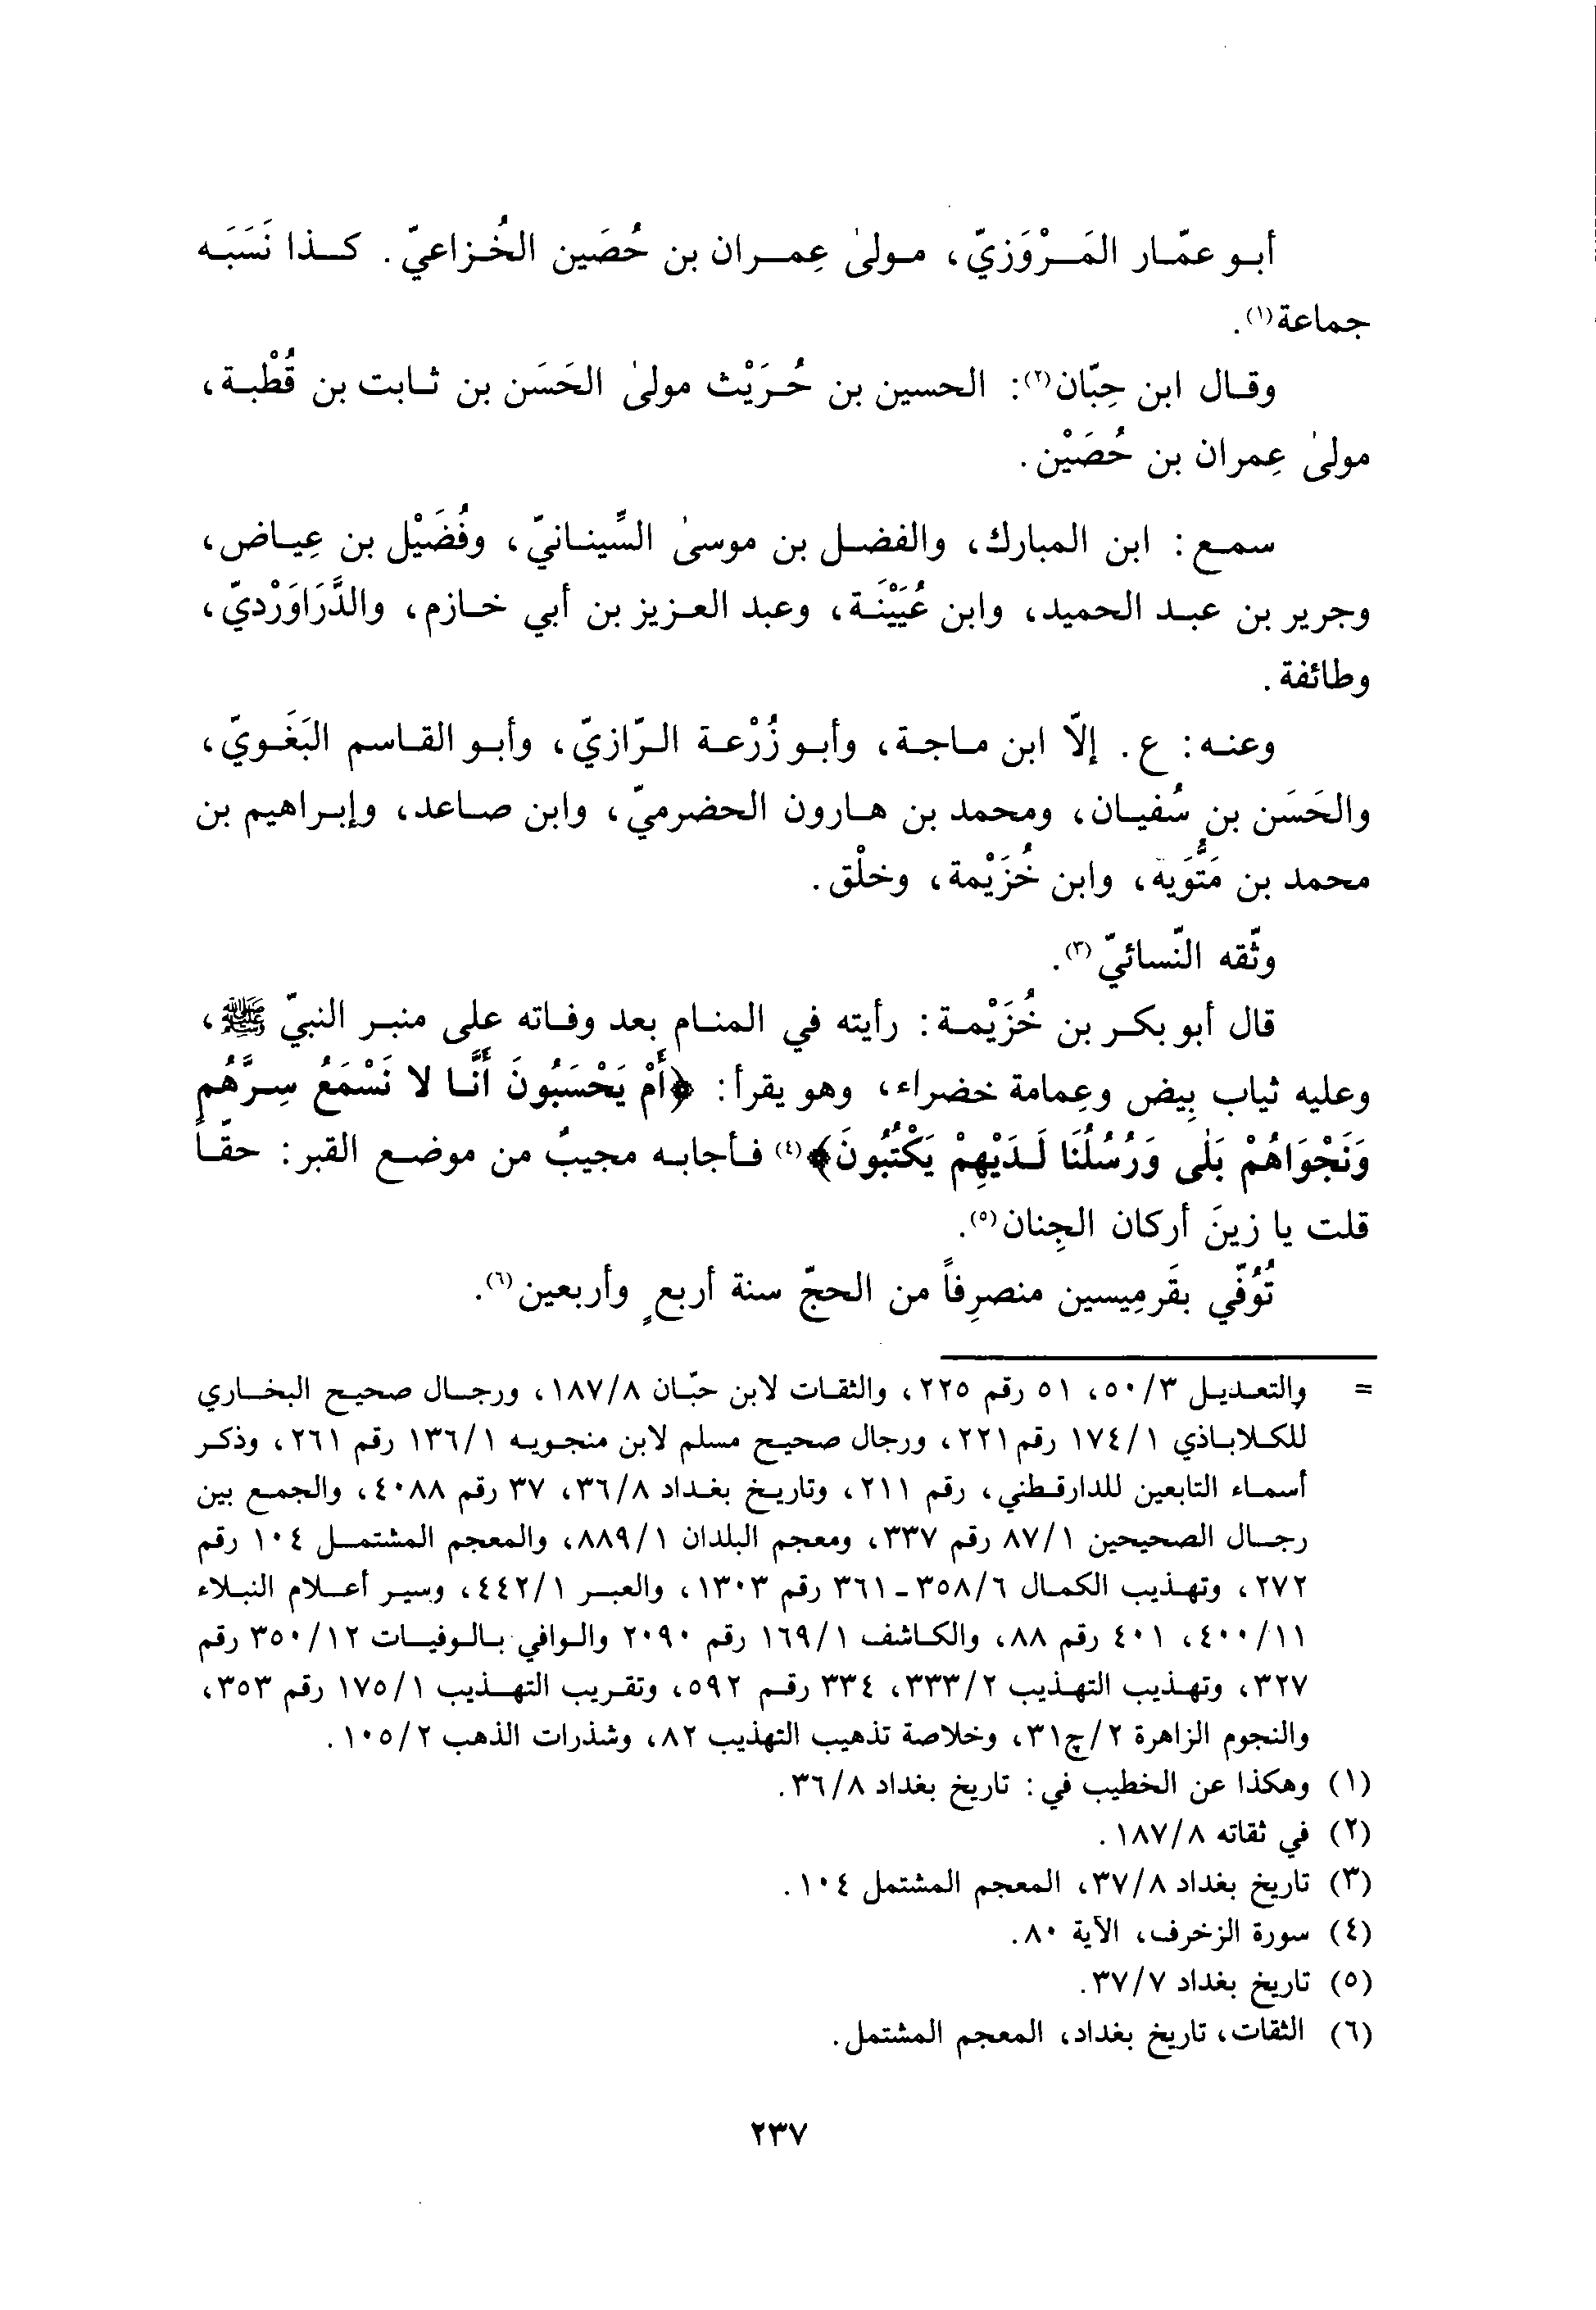 أبو عمّار المَرْوَزيّ، مولىٰ عِمران بن حُصَين الخُزاعيّ. كذا نَسَبَه
جماعة(١).
وقال ابن حِبّان(٢): الحسين بن حُرَيْث مولىٰ الحَسَن بن ثابت بن قُطْبة،
مولىٰ عِمران بن حُصَيْن.
سمع: ابن المبارك، والفضل بن موسىٰ السِّينانيّ، وفُضَيْل بن عِياض،
وجرير بن عبد الحميد، وابن عُيَيْنَة، وعبد العزيز بن أبي خازم، والدَّرَاوَرْديّ،
وطائفة.
وعنه: ع. إلّا ابن ماجة، وأبو زُرْعة الرّازيّ، وأبو القاسم البَغَويّ،
والحَسَن بن سُفيان، ومحمد بن هارون الحضرميّ، وابن صاعد، وإبراهيم بن
محمد بن مَتُّوَيْه، وابن خُزَيْمة، وخلْق.
وثّقه النّسائيّ(٣).
قال أبو بكر بن خُزَيْمة: رأيته في المنام بعد وفاته على منبر النبيّ ﷺ،
وعليه ثياب بِيض وعِمامة خضراء، وهو يقرأ: ﴿أَمْ يَحْسَبُونَ أَنَّا لا نَسْمَعُ سِرَّهُم
وَنَجْوَاهُمْ بَلٰى وَرُسُلُنَا لَدَيْهِمْ يَكْتُبُونَ﴾(٤) فأجابه مجيبٌ من موضع القبر: حقّاً
قلت يا زينَ أركان الجِنان(٥).
تُوُفّي بقَرمِيسين منصرِفاً من الحجّ سنة أربعٍ وأربعين(٦).
= والتعديل ٥٠/٣، ٥١ رقم ٢٢٥، والثقات لابن حبّان ١٨٧/٨، ورجال صحيح البخاري
للكلاباذي ١٧٤/١ رقم ٢٢١، ورجال صحيح مسلم لابن منجويه ١٣٦/١ رقم ٢٦١، وذكر
أسماء التابعين للدارقطني، رقم ٢١١، وتاريخ بغداد ٣٦/٨، ٣٧ رقم ٤٠٨٨، والجمع بين
رجال الصحيحين ٨٧/١ رقم ٣٣٧، ومعجم البلدان ٨٨٩/١، والمعجم المشتمل ١٠٤ رقم
٢٧٢، وتهذيب الكمال ٣٥٨/٦ - ٣٦١ رقم ١٣٠٣، والعبر ٤٤٢/١، وسير أعلام النبلاء
٤٠٠/١١، ٤٠١ رقم ٨٨، والكاشف ١٦٩/١ رقم ٢٠٩٠ والوافي بالوفيات ٣٥٠/١٢ رقم
٣٢٧، وتهذيب التهذيب ٣٣٣/٢، ٣٣٤ رقم ٥٩٢، وتقريب التهذيب ١٧٥/١ رقم ٣٥٣،
والنجوم الزاهرة ٢/ج٣١، وخلاصة تذهيب التهذيب ٨٢، وشذرات الذهب ١٠٥/٢.
(١) وهكذا عن الخطيب في: تاريخ بغداد ٣٦/٨.
(٢) في ثقاته ١٨٧/٨.
(٣) تاريخ بغداد ٣٧/٨، المعجم المشتمل ١٠٤.
(٤) سورة الزخرف، الآية ٨٠.
(٥) تاريخ بغداد ٣٧/٧.
(٦) الثقات، تاريخ بغداد، المعجم المشتمل.
٢٣٧